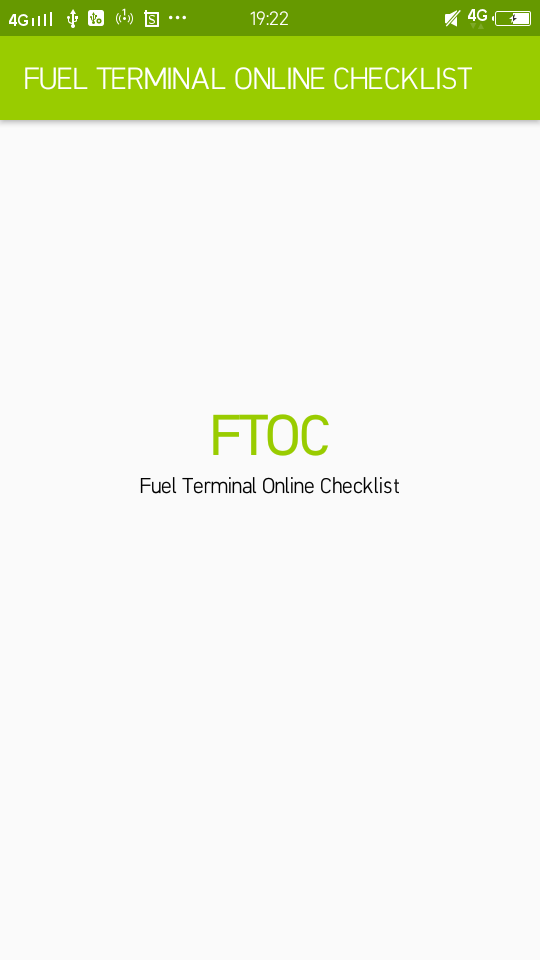 4G 19:22 4G
FUEL TERMINAL ONLINE CHECKLIST
FTOC
Fuel Terminal Online Checklist